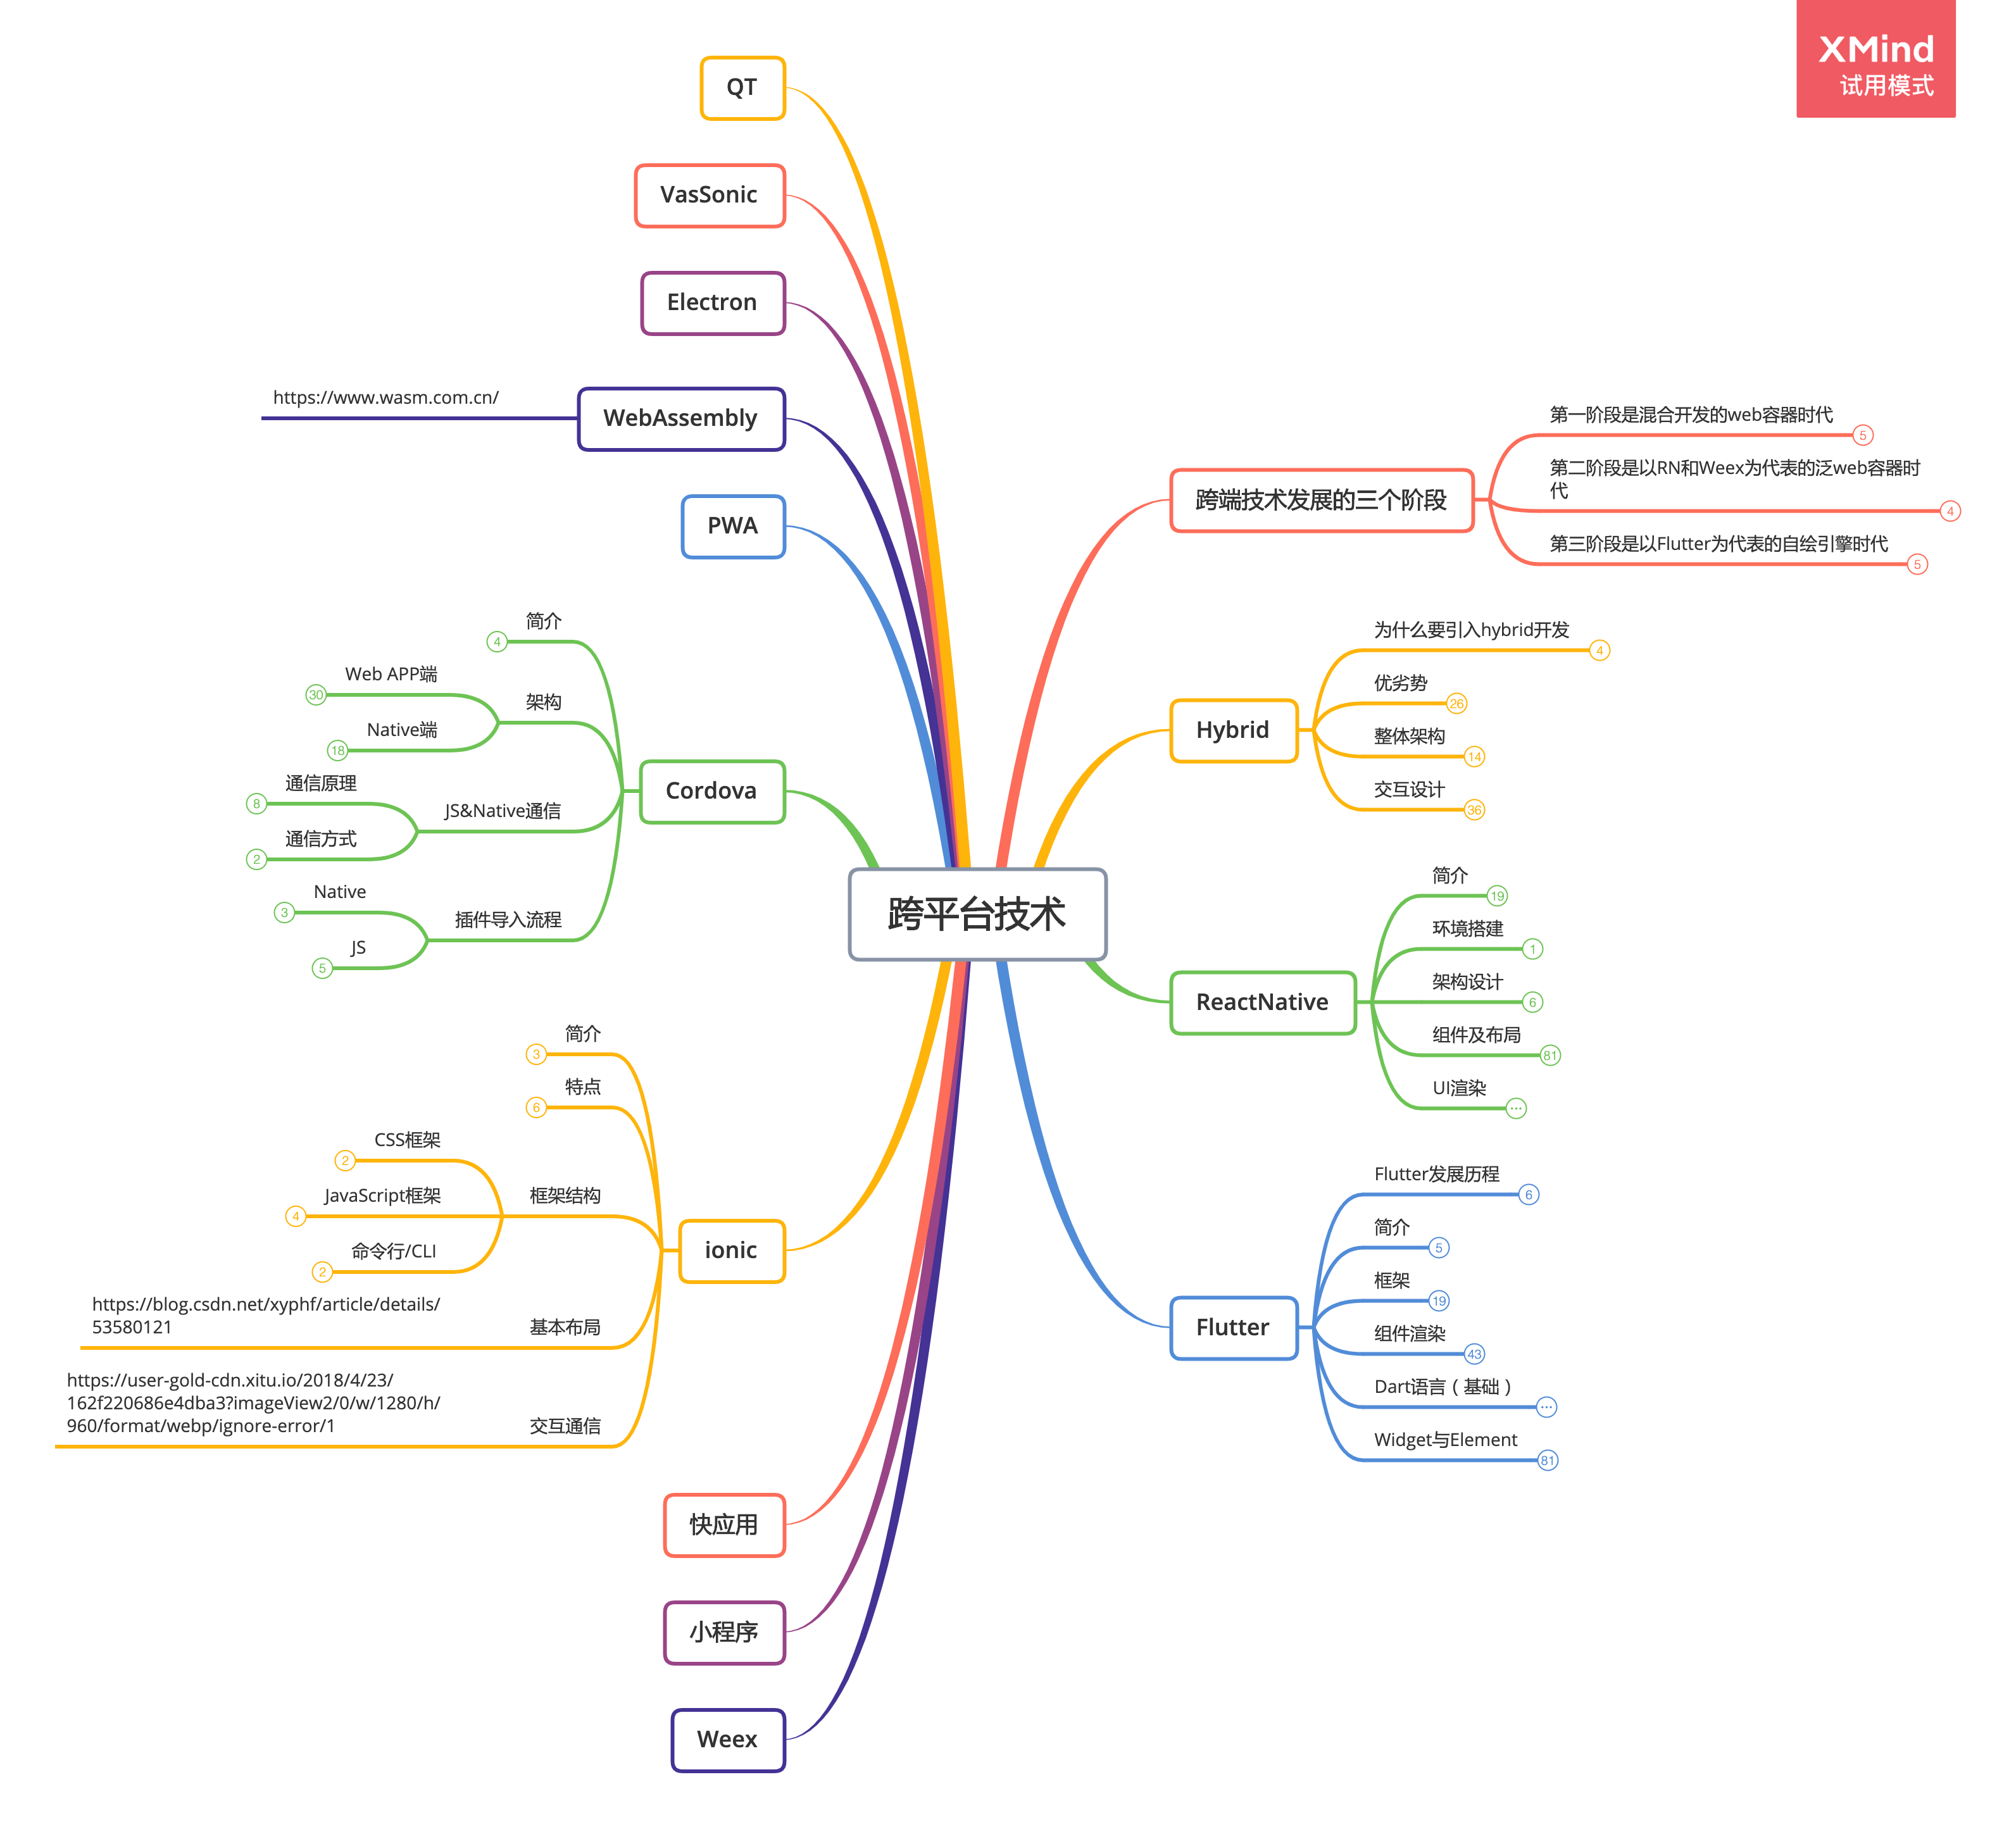 XMind
试用模式
跨平台技术
跨端技术发展的三个阶段
第一阶段是混合开发的web容器时代
5
第二阶段是以RN和Weex为代表的泛web容器时
代
4
第三阶段是以Flutter为代表的自绘引擎时代
5
Hybrid
为什么要引入hybrid开发
4
优劣势
26
整体架构
14
交互设计
36
ReactNative
简介
19
环境搭建
1
架构设计
6
组件及布局
81
UI渲染
...
Flutter
Flutter发展历程
6
简介
5
框架
19
组件渲染
43
Dart语言（基础）
...
Widget与Element
81
QT
VasSonic
Electron
WebAssembly
https://www.wasm.com.cn/
PWA
Cordova
简介
4
架构
Web APP端
30
Native端
18
JS&Native通信
通信原理
8
通信方式
2
插件导入流程
Native
3
JS
5
ionic
简介
3
特点
6
框架结构
CSS框架
2
JavaScript框架
4
命令行/CLI
2
基本布局
https://blog.csdn.net/xyphf/article/details/
53580121
交互通信
https://user-gold-cdn.xitu.io/2018/4/23/
162f220686e4dba3?imageView2/0/w/1280/h/
960/format/webp/ignore-error/1
快应用
小程序
Weex